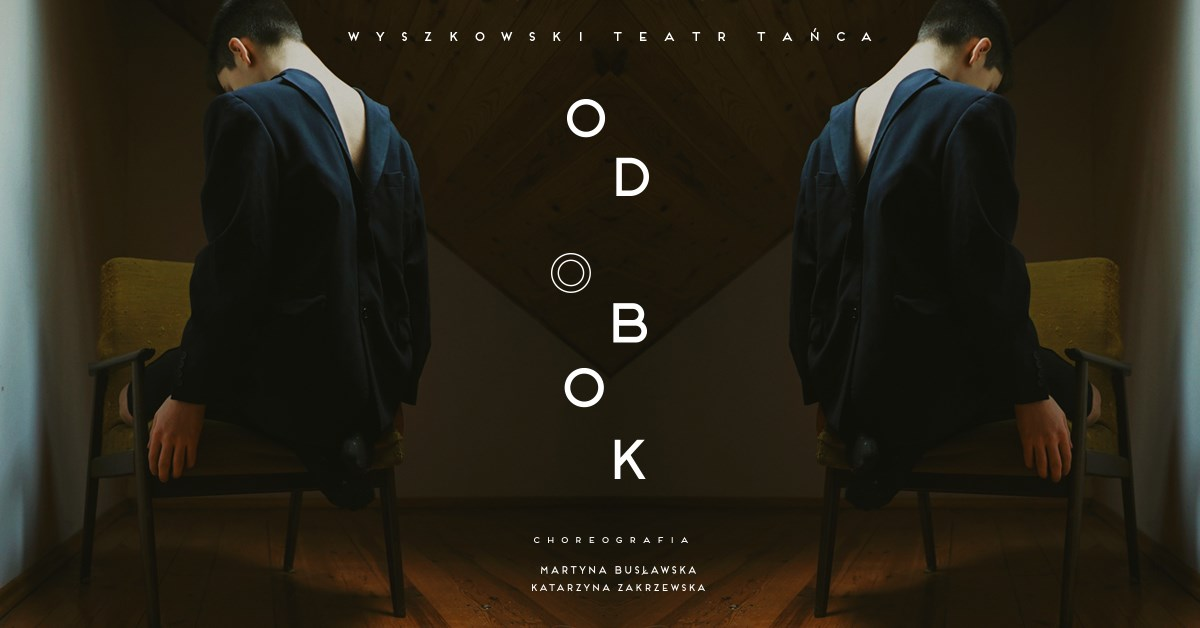 WYSZKOWSKI TEATR TAŃCA
O
D
B
O
K
CHOREOGRAFIA
MARTYNA BUSŁAWSKA
KATARZYNA ZAKRZEWSKA